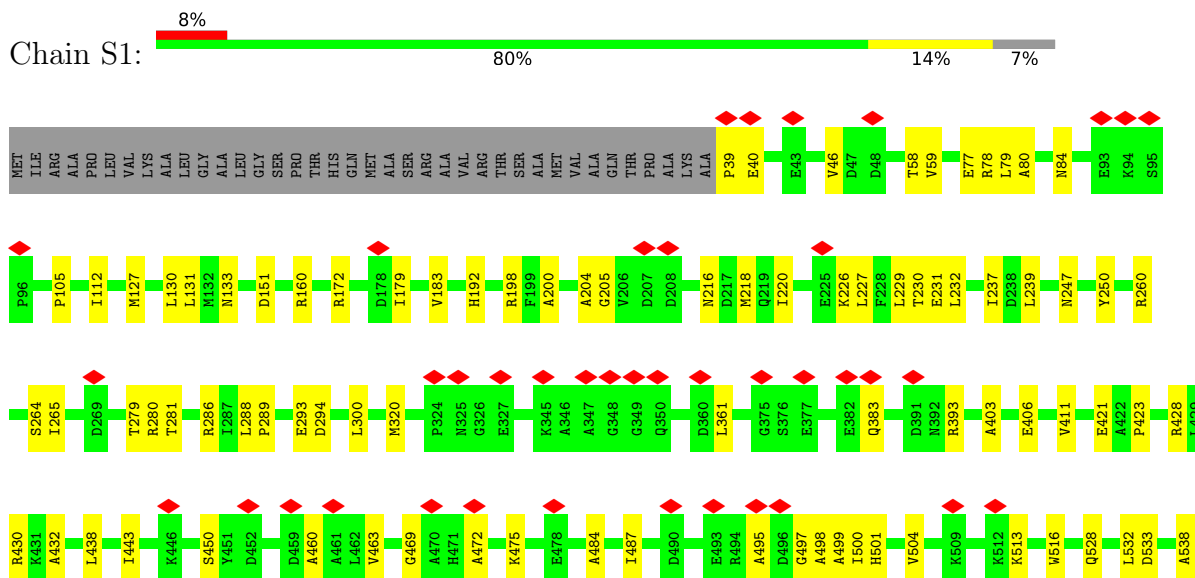 8%
Chain S1:
80% 14% 7%
MET ILE ARG ALA PRO LEU VAL LYS ALA LEU GLY ALA LEU GLY SER PRO THR HIS GLN MET ALA SER ARG ALA VAL ARG THR SER ALA MET VAL ALA GLN THR PRO ALA LYS ALA P39 E40 E43 V46 D47 D48 T58 V59 E77 R78 L79 A80 N84 E93 K94 S95
P96 P105 I112 M127 L130 L131 M132 N133 D151 R160 R172 D178 I179 V183 H192 R198 F199 A200 A204 G205 V206 D207 D208 N216 D217 M218 Q219 I220 E225 K226 L227 F228 L229 T230 E231 L232 I237 D238 L239 N247 Y250 R260
S264 I265 D269 T279 R280 T281 R286 I287 L288 P289 E293 D294 L300 M320 P324 N325 G326 E327 K345 A346 A347 G348 G349 Q350 D360 L361 G375 S376 E377 E382 Q383 D391 N392 R393 A403 E406 V411 E421 A422 P423 R428 L429
R430 K431 A432 L438 I443 K446 S450 Y451 D452 D459 A460 A461 L462 V463 G469 A470 H471 A472 K475 E478 A484 I487 D490 E493 R494 A495 D496 G497 A498 A499 I500 H501 V504 K509 K512 K513 W516 Q528 L532 D533 A538